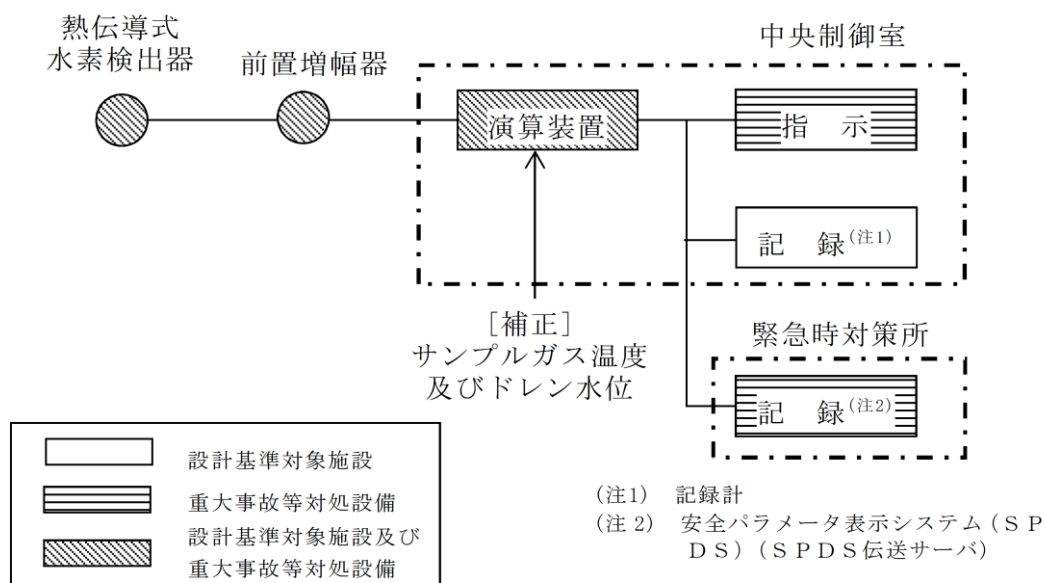 熱伝導式
水素検出器
前置増幅器
中央制御室
演算装置
指　示
記　録(注1)
[補正]
サンプルガス温度
及びドレン水位
緊急時対策所
記　録(注2)
設計基準対象施設
重大事故等対処設備
設計基準対象施設及び
重大事故等対処設備
(注1)　記録計
(注2)　安全パラメータ表示システム(ＳＰ
ＤＳ)(ＳＰＤＳ伝送サーバ)